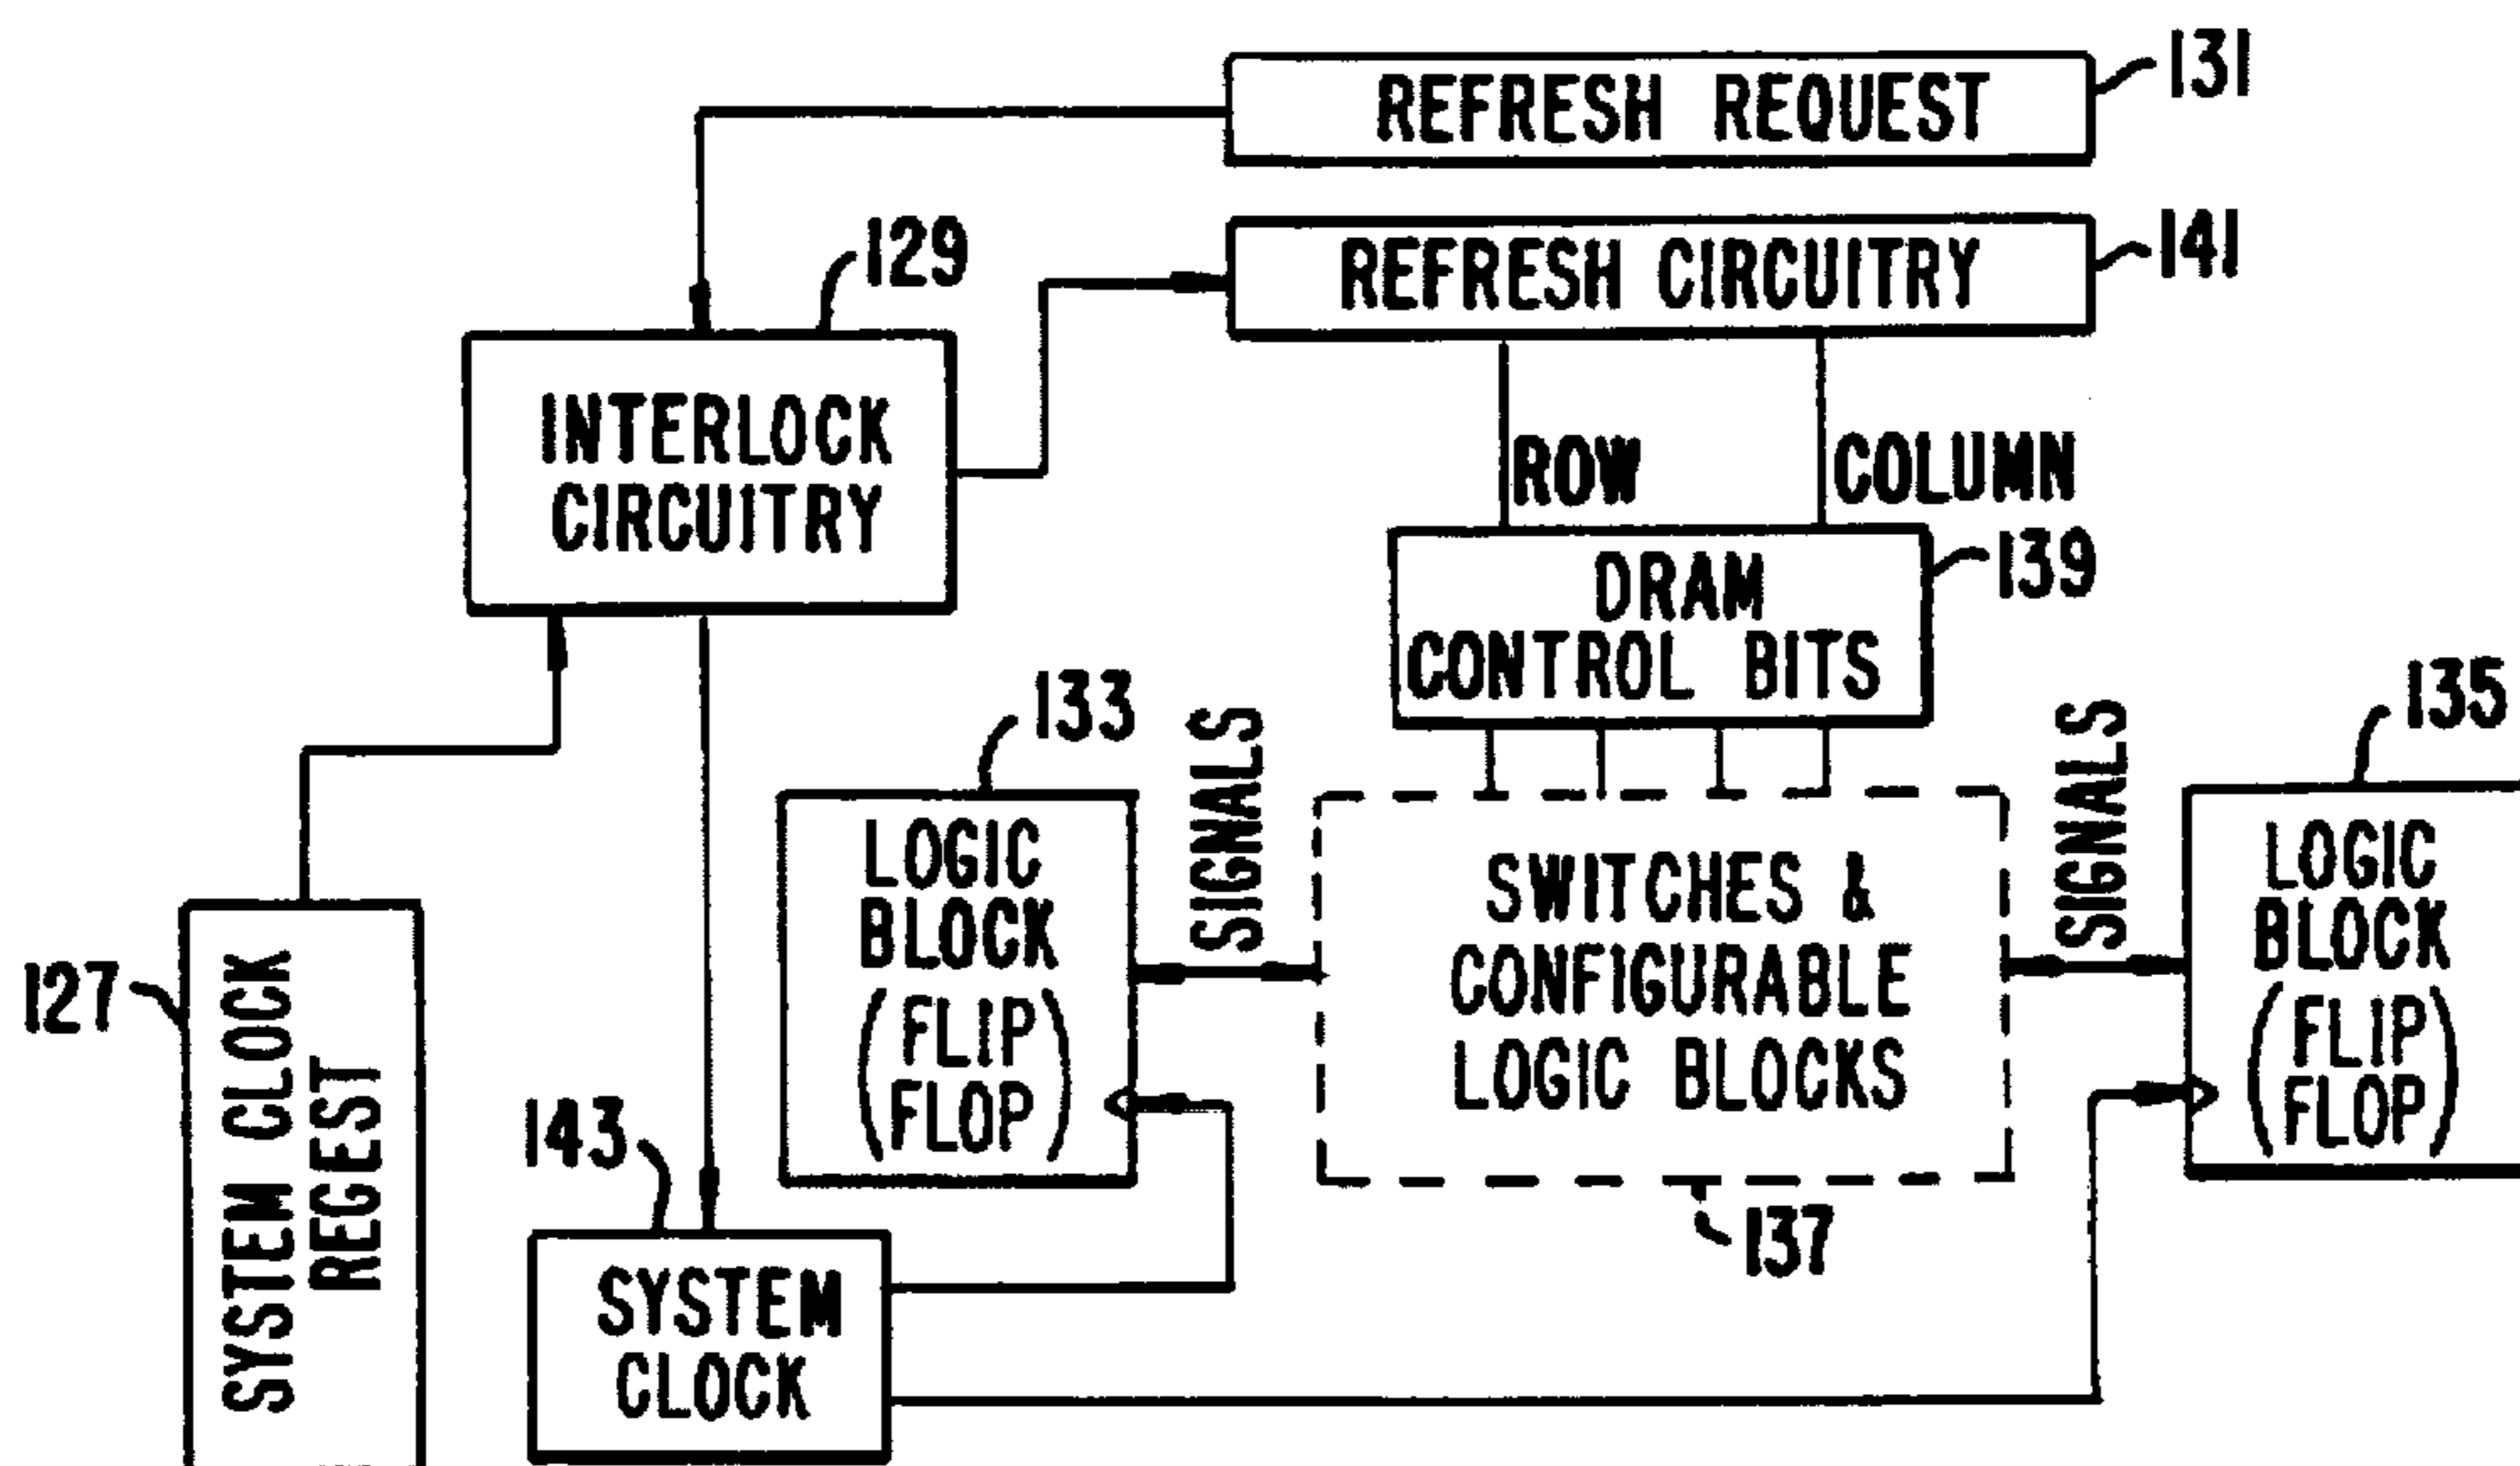 REFRESH REQUEST
131
REFRESH CIRCUITRY
141
129
INTERLOCK
CIRCUITRY
ROW
COLUMN
DRAM
CONTROL BITS
139
133
SIGNALS
SIGNALS
135
LOGIC
BLOCK
(FLIP
FLOP)
SWITCHES &
CONFIGURABLE
LOGIC BLOCKS
137
LOGIC
BLOCK
(FLIP
FLOP)
127
SYSTEM CLOCK
REGEST
143
SYSTEM
CLOCK